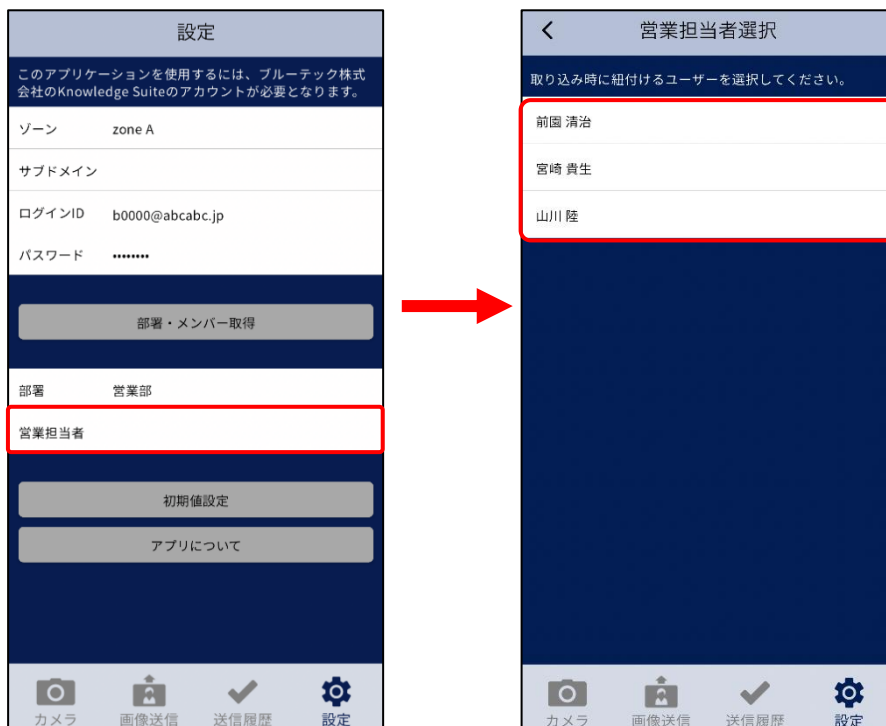 設定
このアプリケーションを使用するには、ブルーテック株式
会社のKnowledge Suiteのアカウントが必要となります。
ゾーン zone A
サブドメイン
ログインID b0000@abcabc.jp
パスワード ••••••••
部署・メンバー取得
部署 営業部
営業担当者
初期値設定
アプリについて
カメラ 画像送信 送信履歴 設定
営業担当者選択
取り込み時に紐付けるユーザーを選択してください。
前園 清治
宮崎 貴生
山川 陸
カメラ 画像送信 送信履歴 設定